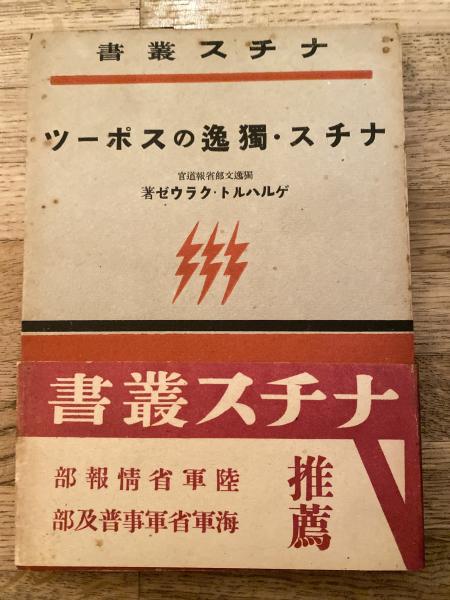 ナチス叢書
ナチス・獨逸のスポーツ
獨逸文部省報道官
ゲルハルト・クラウゼ著
ナチス叢書
推薦
陸軍省情報部
海軍省軍事普及部